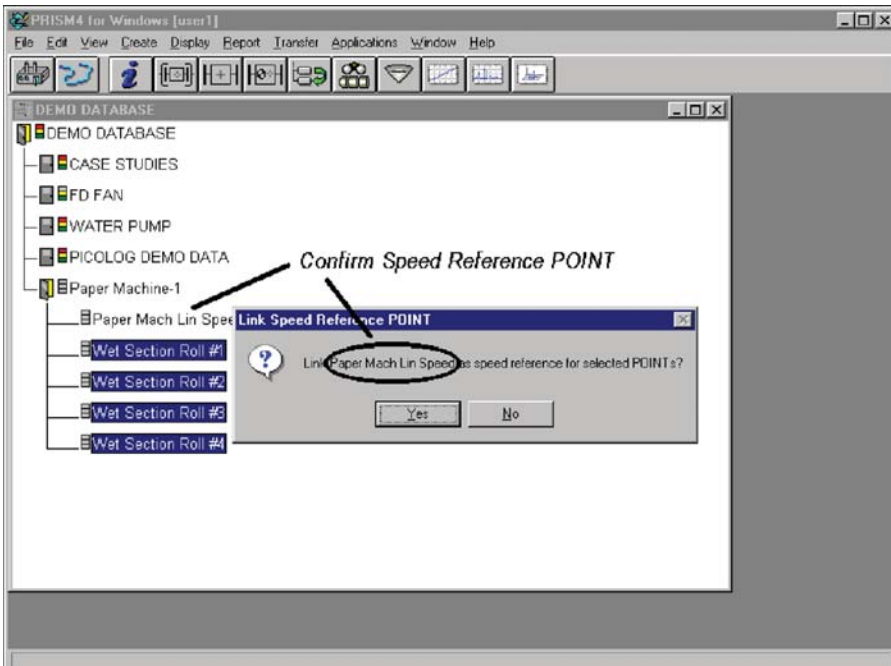 PRISM4 for Windows [user1]
File Edit View Create Display Report Transfer Applications Window Help
DEMO DATABASE
DEMO DATABASE
CASE STUDIES
FD FAN
WATER PUMP
PICOLOG DEMO DATA
Confirm Speed Reference POINT
Paper Machine-1
Paper Mach Lin Spee
Link Speed Reference POINT
Wet Section Roll #1
Link Paper Mach Lin Speed as speed reference for selected POINTs?
Wet Section Roll #2
Wet Section Roll #3
Yes No
Wet Section Roll #4